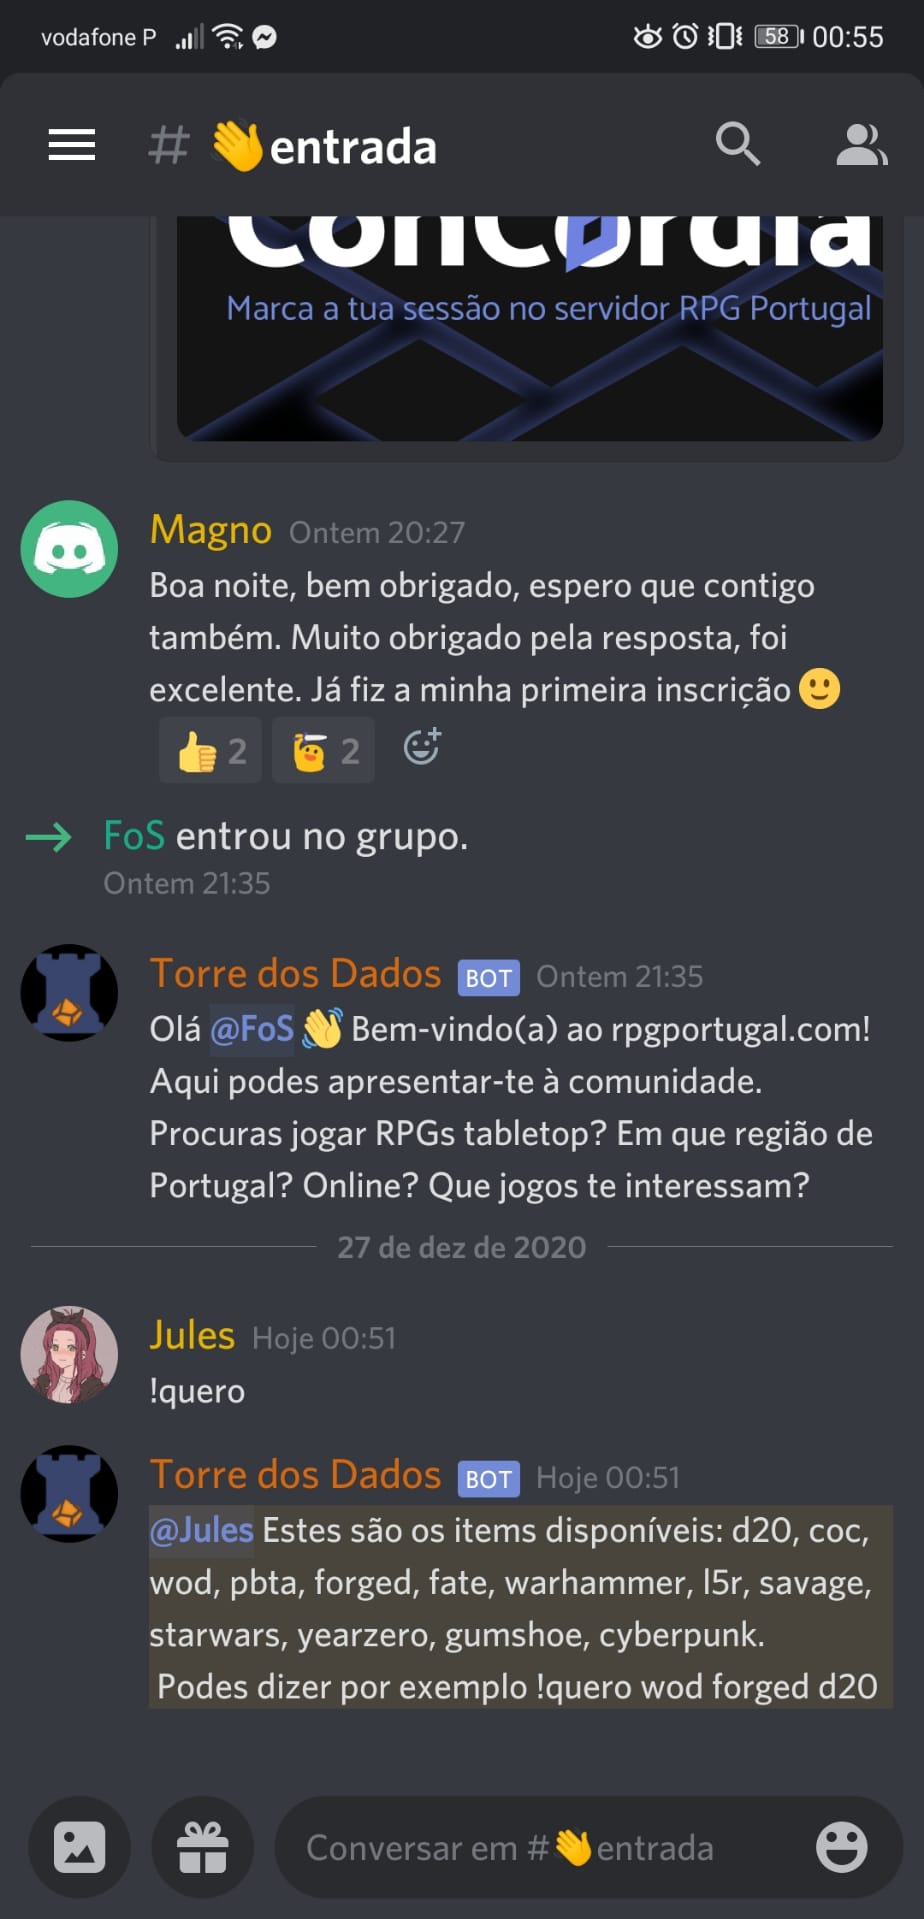 vodafone P
58 00:55
# 👋entrada
ConCordia
Marca a tua sessão no servidor RPG Portugal
Magno Ontem 20:27
Boa noite, bem obrigado, espero que contigo
também. Muito obrigado pela resposta, foi
excelente. Já fiz a minha primeira inscrição 🙂
2 2
FoS entrou no grupo.
Ontem 21:35
Torre dos Dados BOT Ontem 21:35
Olá @FoS 👋 Bem-vindo(a) ao rpgportugal.com!
Aqui podes apresentar-te à comunidade.
Procuras jogar RPGs tabletop? Em que região de
Portugal? Online? Que jogos te interessam?
27 de dez de 2020
Jules Hoje 00:51
!quero
Torre dos Dados BOT Hoje 00:51
@Jules Estes são os items disponíveis: d20, coc,
wod, pbta, forged, fate, warhammer, l5r, savage,
starwars, yearzero, gumshoe, cyberpunk.
Podes dizer por exemplo !quero wod forged d20
Conversar em #👋entrada